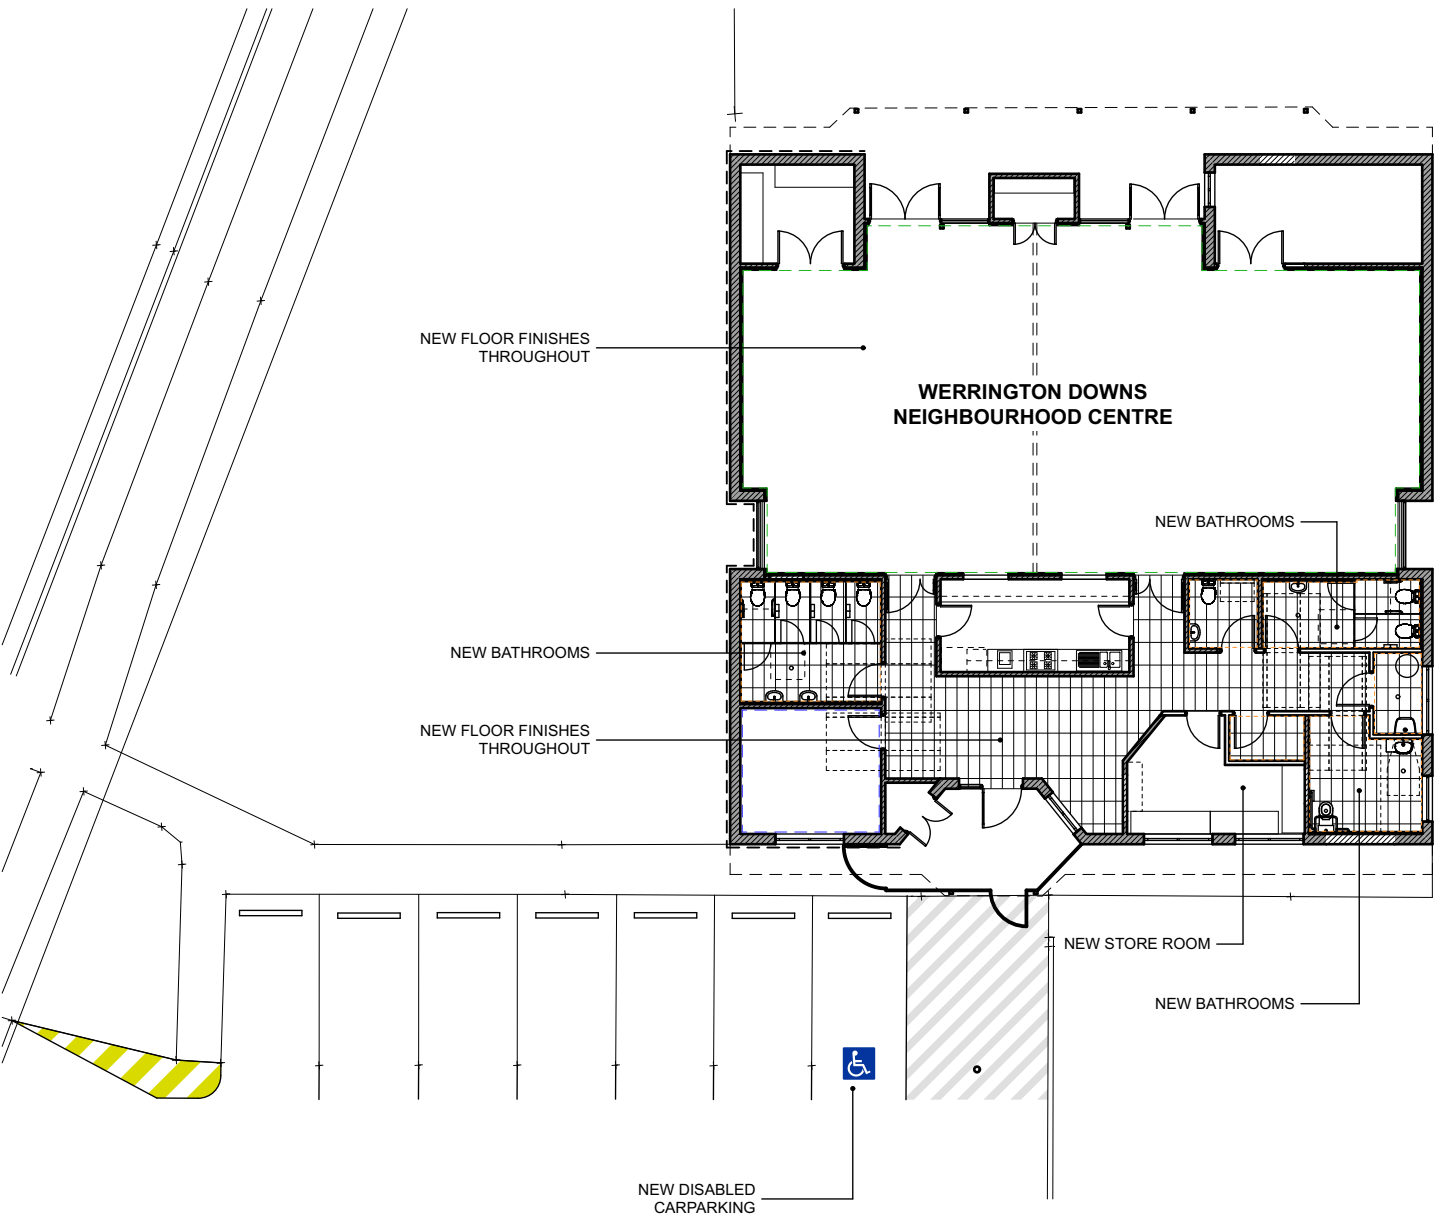 NEW FLOOR FINISHES
THROUGHOUT
WERRINGTON DOWNS
NEIGHBOURHOOD CENTRE
NEW BATHROOMS
NEW BATHROOMS
NEW FLOOR FINISHES
THROUGHOUT
NEW STORE ROOM
NEW BATHROOMS
NEW DISABLED
CARPARKING